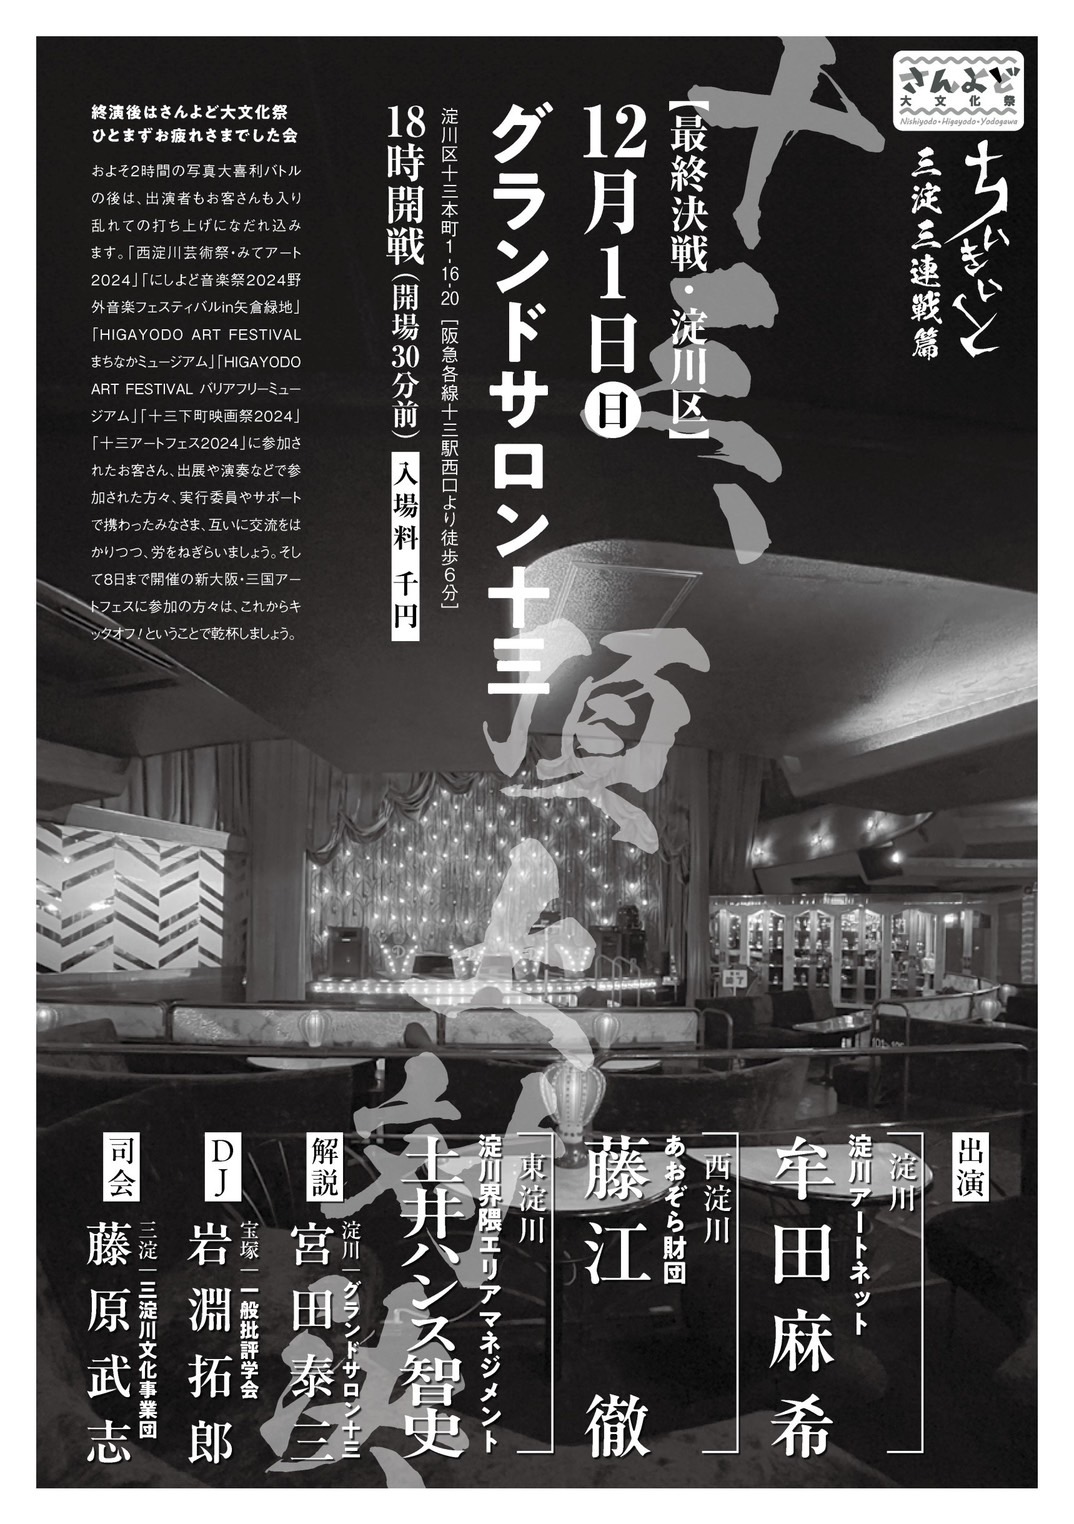 さんよど
大文化祭
Nishiyodo・Higayodo・Yodogawa
ちぃきぃズ
三淀三連戦篇
十三、頂上対決
【最終決戦・淀川区】
12月1日日
グランドサロン十三
淀川区十三本町1-16-20［阪急各線十三駅西口より徒歩6分］
18時開戦（開場30分前）
入場料 千円
終演後はさんよど大文化祭
ひとまずお疲れさまでした会
およそ2時間の写真大喜利バトル
の後は、出演者もお客さんも入り
乱れての打ち上げになだれ込み
ます。「西淀川芸術祭・みてアート
2024」「にしよど音楽祭2024野
外音楽フェスティバルin矢倉緑地」
「HIGAYODO ART FESTIVAL
まちなかミュージアム」「HIGAYODO
ART FESTIVAL バリアフリーミュー
ジアム」「十三下町映画祭2024」
「十三アートフェス2024」に参加さ
れたお客さん、出展や演奏などで参
加された方々、実行委員やサポート
で携わったみなさま、互いに交流をは
かりつつ、労をねぎらいましょう。そし
て8日まで開催の新大阪・三国アー
トフェスに参加の方々は、これからキ
ックオフ！ということで乾杯しましょう。
出演
淀川
淀川アートネット
牟田麻希
西淀川
あおぞら財団
藤江 徹
東淀川
淀川界隈エリアマネジメント
土井ハンス智史
解説
淀川｜グランドサロン十三
宮田泰三
DJ
宝塚｜一般批評学会
岩淵拓郎
司会
三淀｜三淀川文化事業団
藤原武志